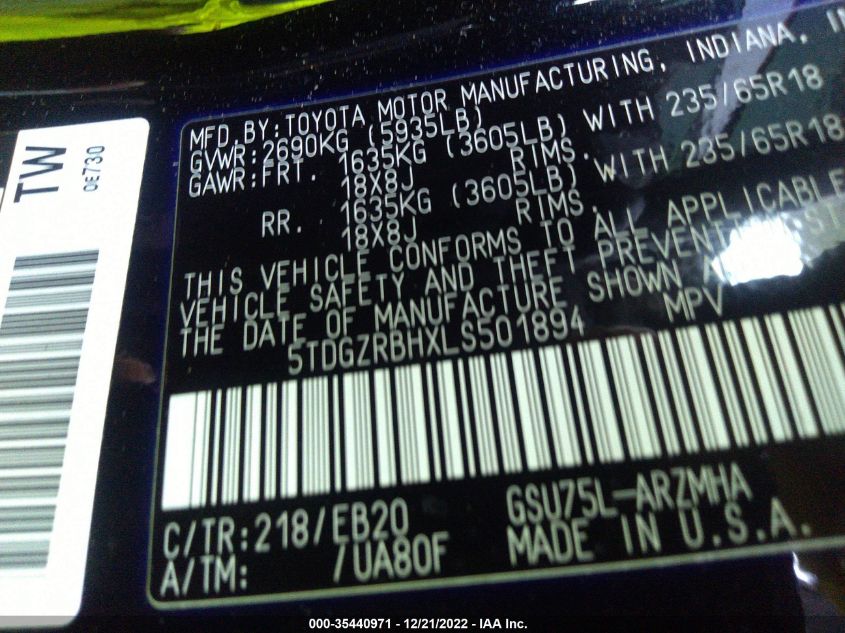 TW
0E730
MFD.BY:TOYOTA MOTOR MANUFACTURING, INDIANA,
GVWR:2690KG (5935LB)
GAWR:FRT. 1635KG (3605LB) WITH 235/65R18
18X8J RIMS.
RR. 1635KG (3605LB) WITH 235/65R18
18X8J RIMS.
THIS VEHICLE CONFORMS TO ALL APPLICABLE
VEHICLE SAFETY AND THEFT PREVENTION
THE DATE OF MANUFACTURE SHOWN
5TDGZRBHXLS501894 MPV
C/TR:218/EB20 GSU75L-ARZMHA
A/TM: /UA80F MADE IN U.S.A.
000-35440971 - 12/21/2022 - IAA Inc.